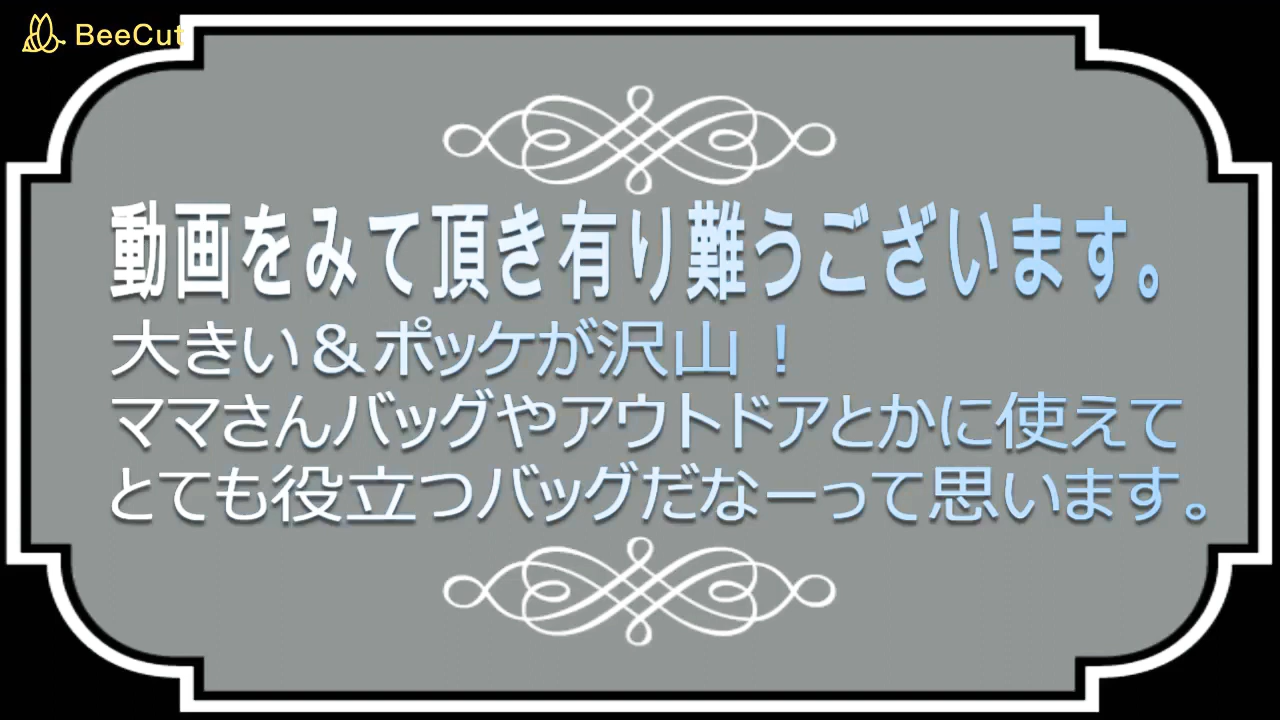 BeeCut
動画をみて頂き有り難うございます。
大きい＆ポッケが沢山！
ママさんバッグやアウトドアとかに使えて
とても役立つバッグだなーって思います。